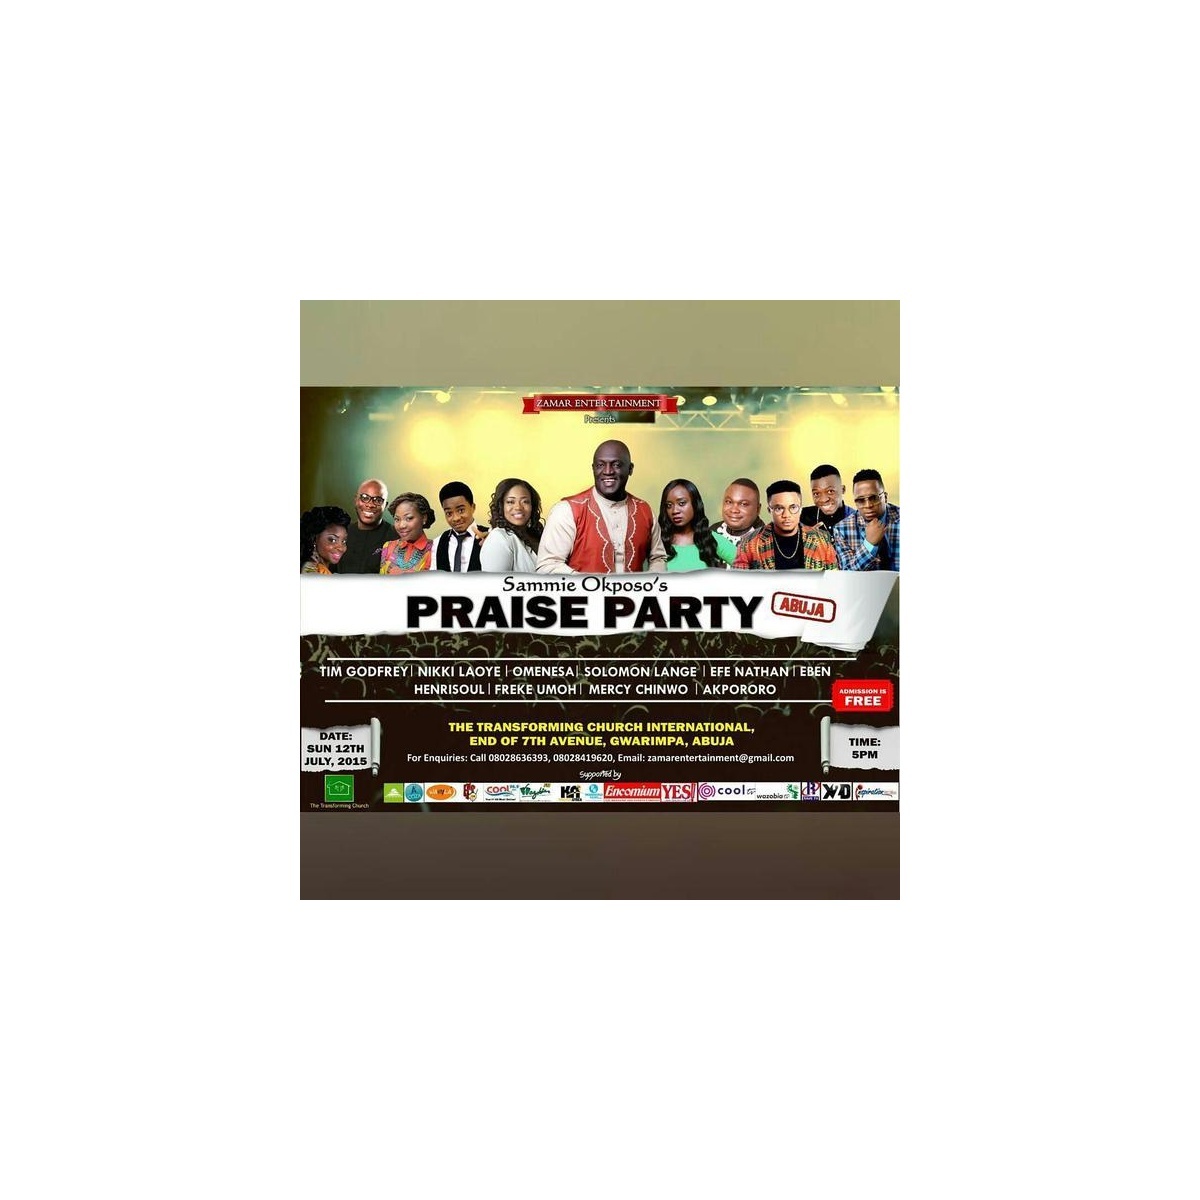 ZAMAR ENTERTAINMENT
Presents
Sammie Okposo's
PRAISE PARTY
ABUJA
TIM GODFREY | NIKKI LAOYE | OMENESA | SOLOMON LANGE | EFE NATHAN | EBEN
HENRISOUL | FREKE UMOH | MERCY CHINWO | AKPORORO
ADMISSION IS
FREE
DATE:
SUN 12TH
JULY, 2015
THE TRANSFORMING CHURCH INTERNATIONAL,
END OF 7TH AVENUE, GWARIMPA, ABUJA
For Enquiries: Call 08028636393, 08028419620, Email: zamarentertainment@gmail.com
TIME:
5PM
Supported by
The Transforming Church
cool Encomium YES! cool tv wazobia tv